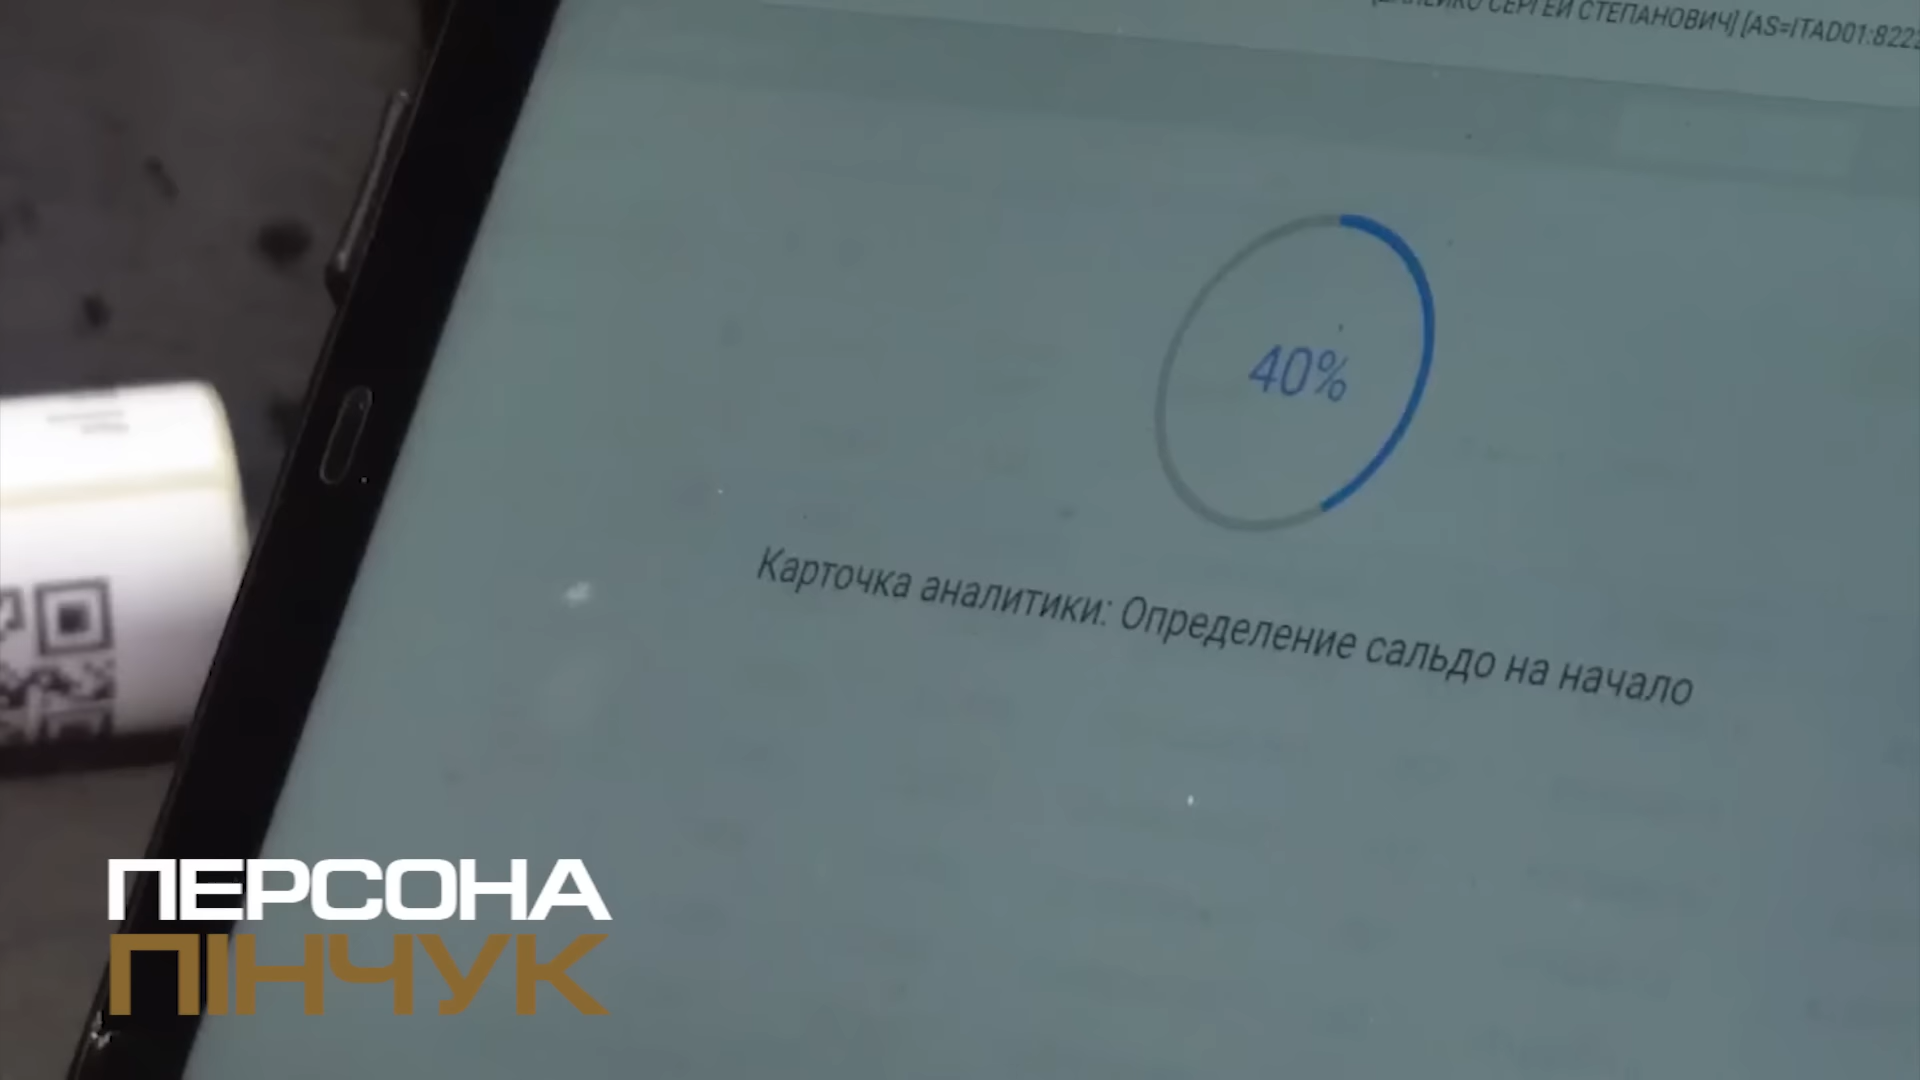 СЕРГЕЙ СТЕПАНОВИЧ] [AS=ITAD01:822
40%
Карточка аналитики: Определение сальдо на начало
ПЕРСОНА
ПІНЧУК